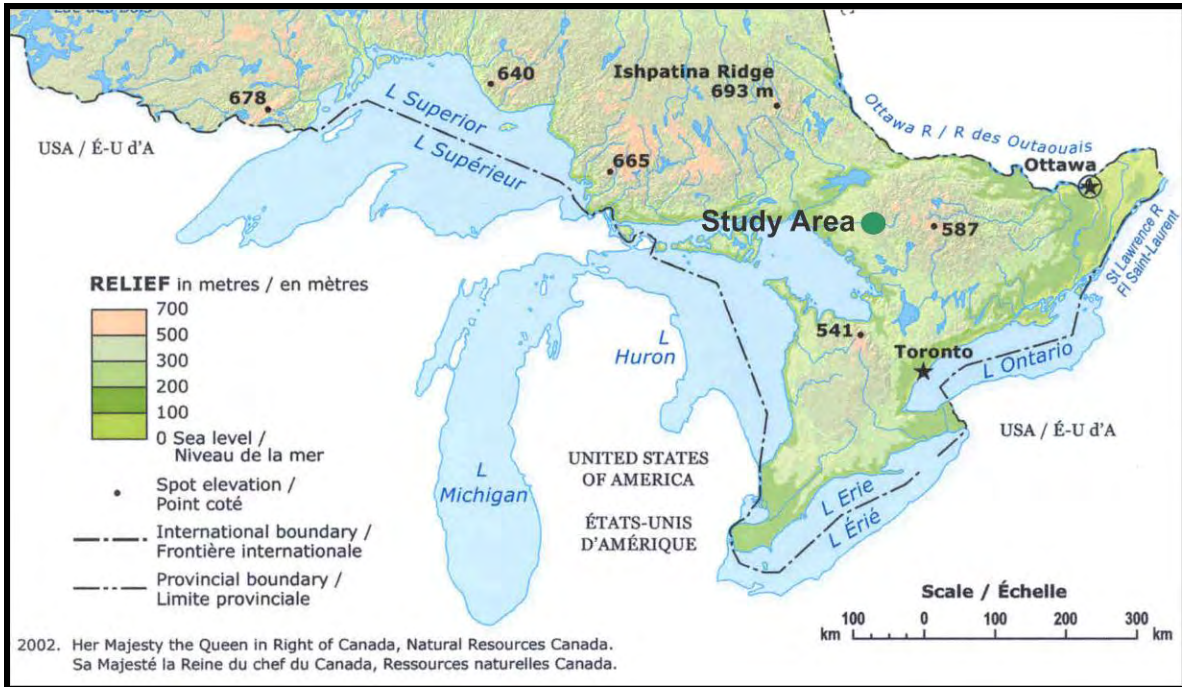 640
Ishpatina Ridge
693 m
678
L Superior
L Supérieur
USA / É-U d'A
665
Ottawa R / R des Outaouais
Ottawa
Study Area
587
St Lawrence R
Fl Saint-Laurent
RELIEF in metres / en mètres
700
500
300
200
100
0 Sea level /
Niveau de la mer
Spot elevation /
Point coté
International boundary /
Frontière internationale
Provincial boundary /
Limite provinciale
541
L
Huron
Toronto
L Ontario
USA / É-U d'A
L
Michigan
UNITED STATES
OF AMERICA
ÉTATS-UNIS
D'AMÉRIQUE
L Erie
L Érié
Scale / Échelle
100 0 100 200 300
km km
2002. Her Majesty the Queen in Right of Canada, Natural Resources Canada.
Sa Majesté la Reine du chef du Canada, Ressources naturelles Canada.